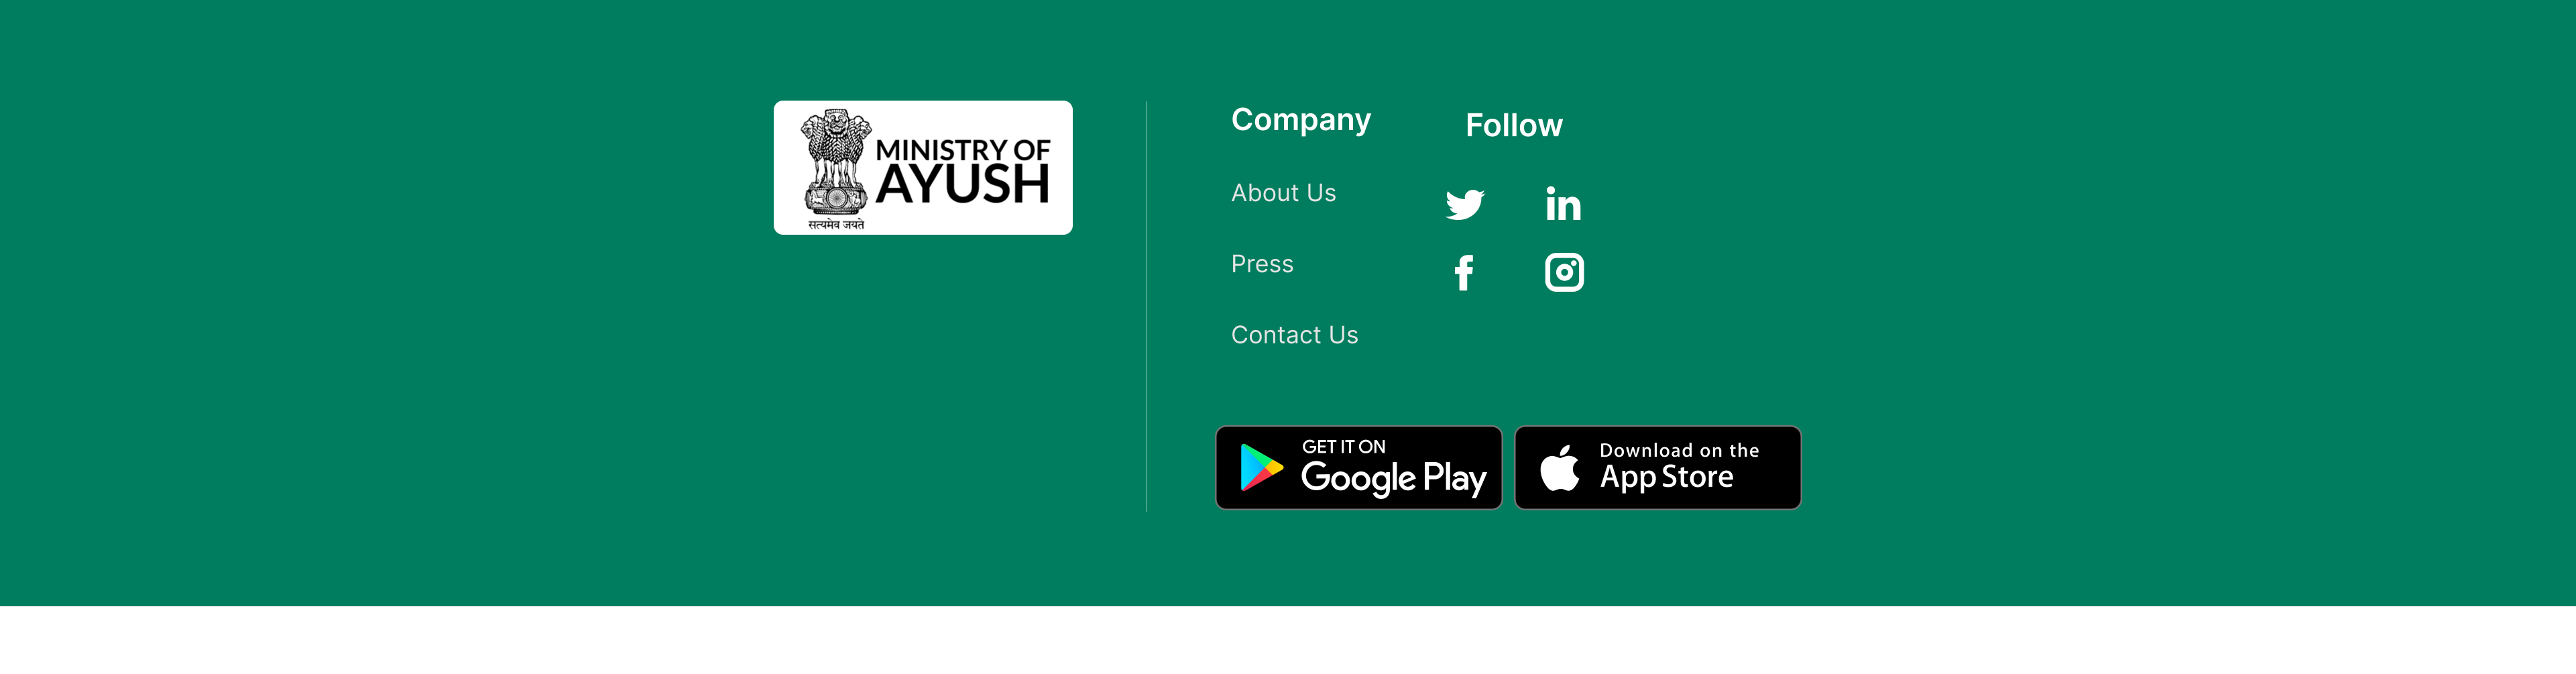 MINISTRY OF
AYUSH
सत्यमेव जयते
Company
About Us
Press
Contact Us
Follow
GET IT ON
Google Play
Download on the
App Store